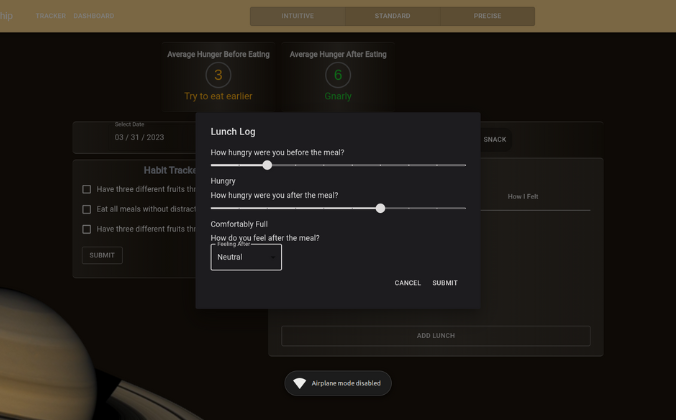 hip
TRACKER
DASHBOARD
INTUITIVE
STANDARD
PRECISE
Average Hunger Before Eating
3
Try to eat earlier
Average Hunger After Eating
6
Gnarly
Select Date
03 / 31 / 2023
SNACK
Habit Tracke
Have three different fruits thr
Eat all meals without distract
Have three different fruits thr
SUBMIT
How I Felt
Lunch Log
How hungry were you before the meal?
Hungry
How hungry were you after the meal?
Comfortably Full
How do you feel after the meal?
Feeling After
Neutral
CANCEL
SUBMIT
ADD LUNCH
Airplane mode disabled